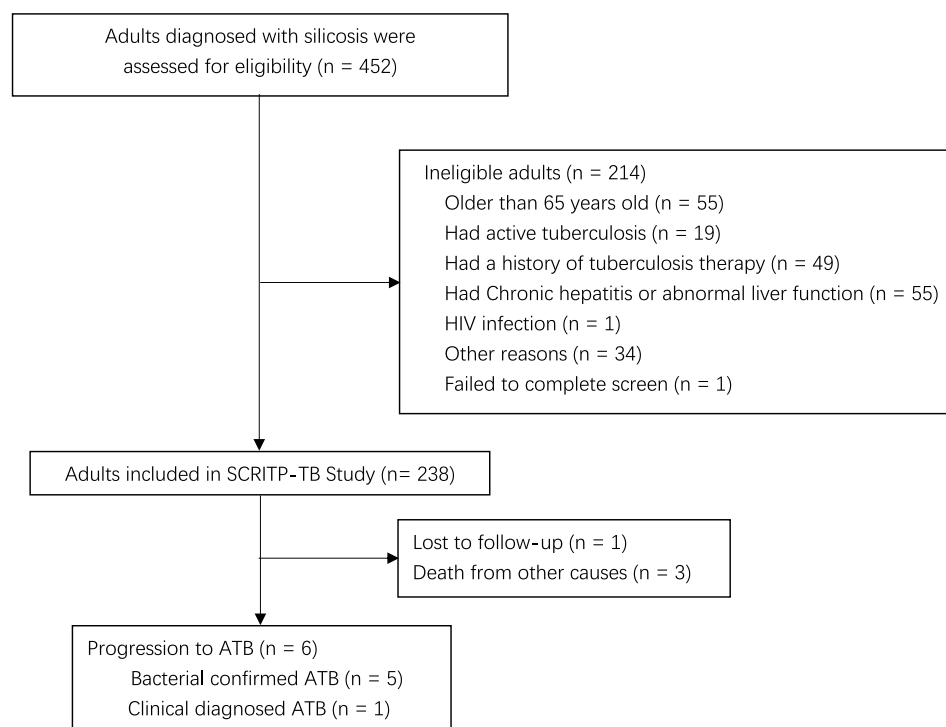 Adults diagnosed with silicosis were
assessed for eligibility (n = 452)
Ineligible adults (n = 214)
Older than 65 years old (n = 55)
Had active tuberculosis (n = 19)
Had a history of tuberculosis therapy (n = 49)
Had Chronic hepatitis or abnormal liver function (n = 55)
HIV infection (n = 1)
Other reasons (n = 34)
Failed to complete screen (n = 1)
Adults included in SCRITP-TB Study (n= 238)
Lost to follow-up (n = 1)
Death from other causes (n = 3)
Progression to ATB (n = 6)
Bacterial confirmed ATB (n = 5)
Clinical diagnosed ATB (n = 1)